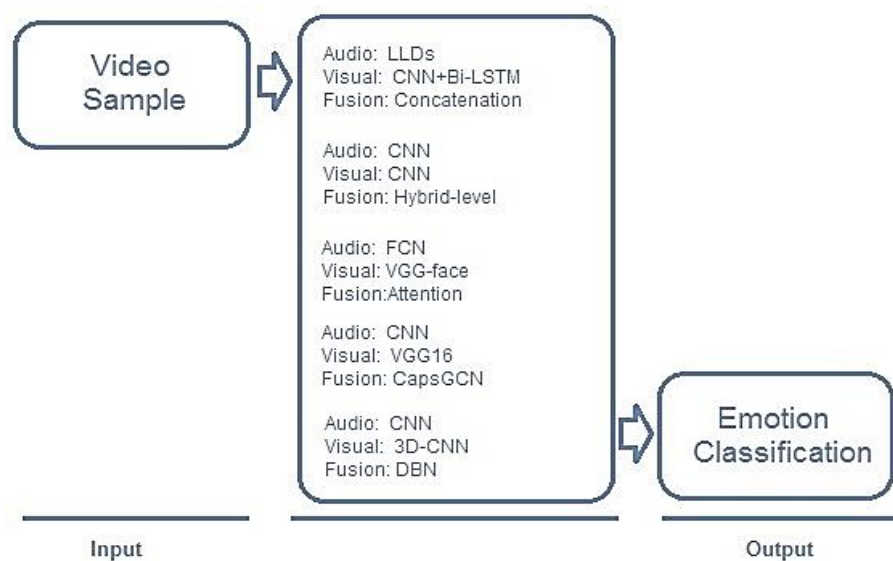 Video
Sample
Audio: LLDs
Visual: CNN+Bi-LSTM
Fusion: Concatenation
Audio: CNN
Visual: CNN
Fusion: Hybrid-level
Audio: FCN
Visual: VGG-face
Fusion:Attention
Audio: CNN
Visual: VGG16
Fusion: CapsGCN
Audio: CNN
Visual: 3D-CNN
Fusion: DBN
Emotion
Classification
Input
Output